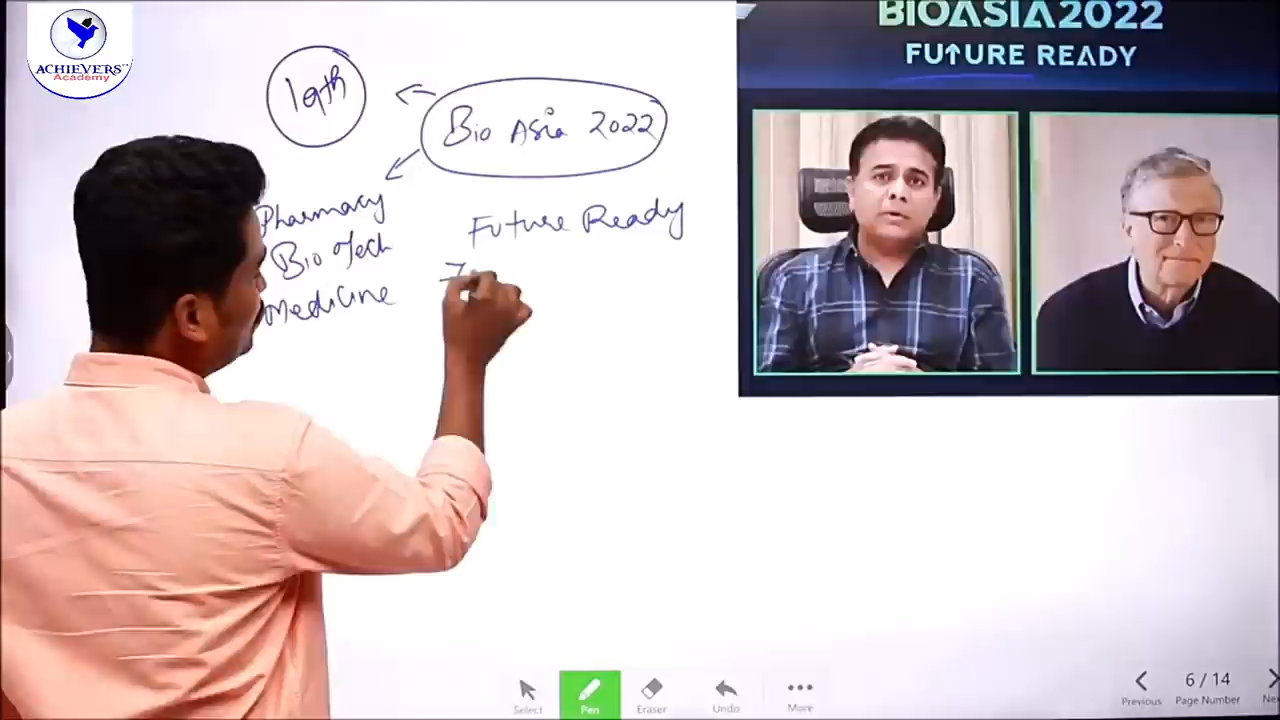 ACHIEVERS
Academy
19th
Bio Asia 2022
Pharmacy
Bio Tech
Medicine
Future Ready
BIOASIA2022
FUTURE READY
Select
Pen
Eraser
Undo
More
Previous
6 / 14
Page Number